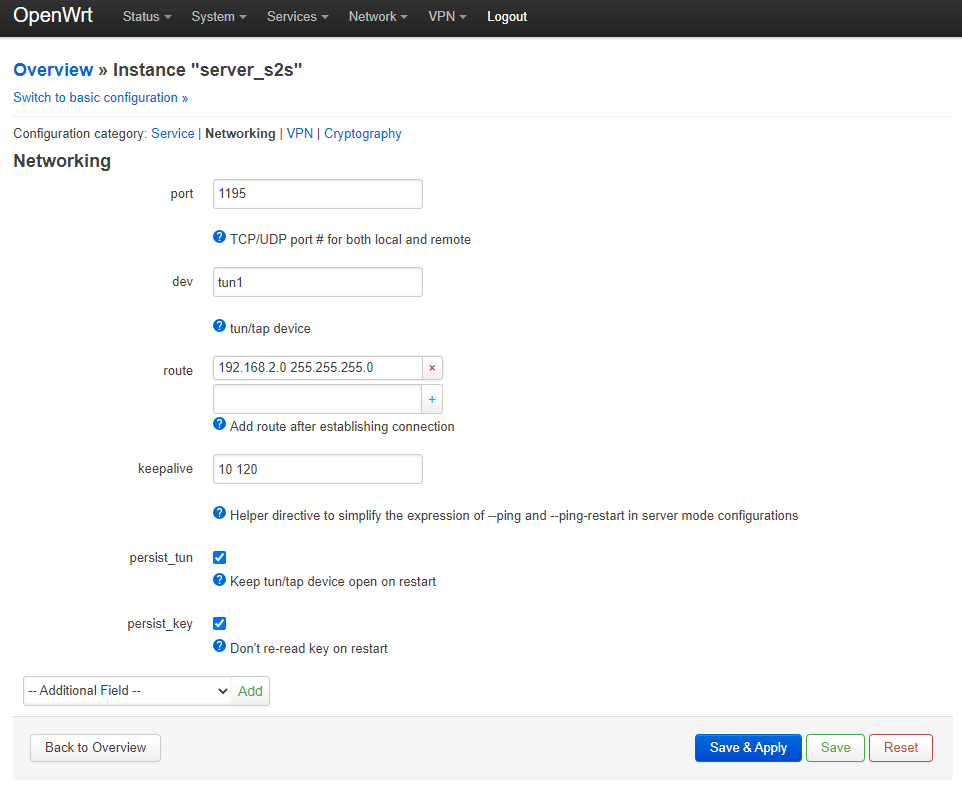 OpenWrt Status System Services Network VPN Logout
Overview » Instance "server_s2s"
Switch to basic configuration »
Configuration category: Service | Networking | VPN | Cryptography
Networking
port 1195
? TCP/UDP port # for both local and remote
dev tun1
? tun/tap device
route 192.168.2.0 255.255.255.0 ×
+
? Add route after establishing connection
keepalive 10 120
? Helper directive to simplify the expression of --ping and --ping-restart in server mode configurations
persist_tun
? Keep tun/tap device open on restart
persist_key
? Don't re-read key on restart
-- Additional Field -- Add
Back to Overview Save & Apply Save Reset